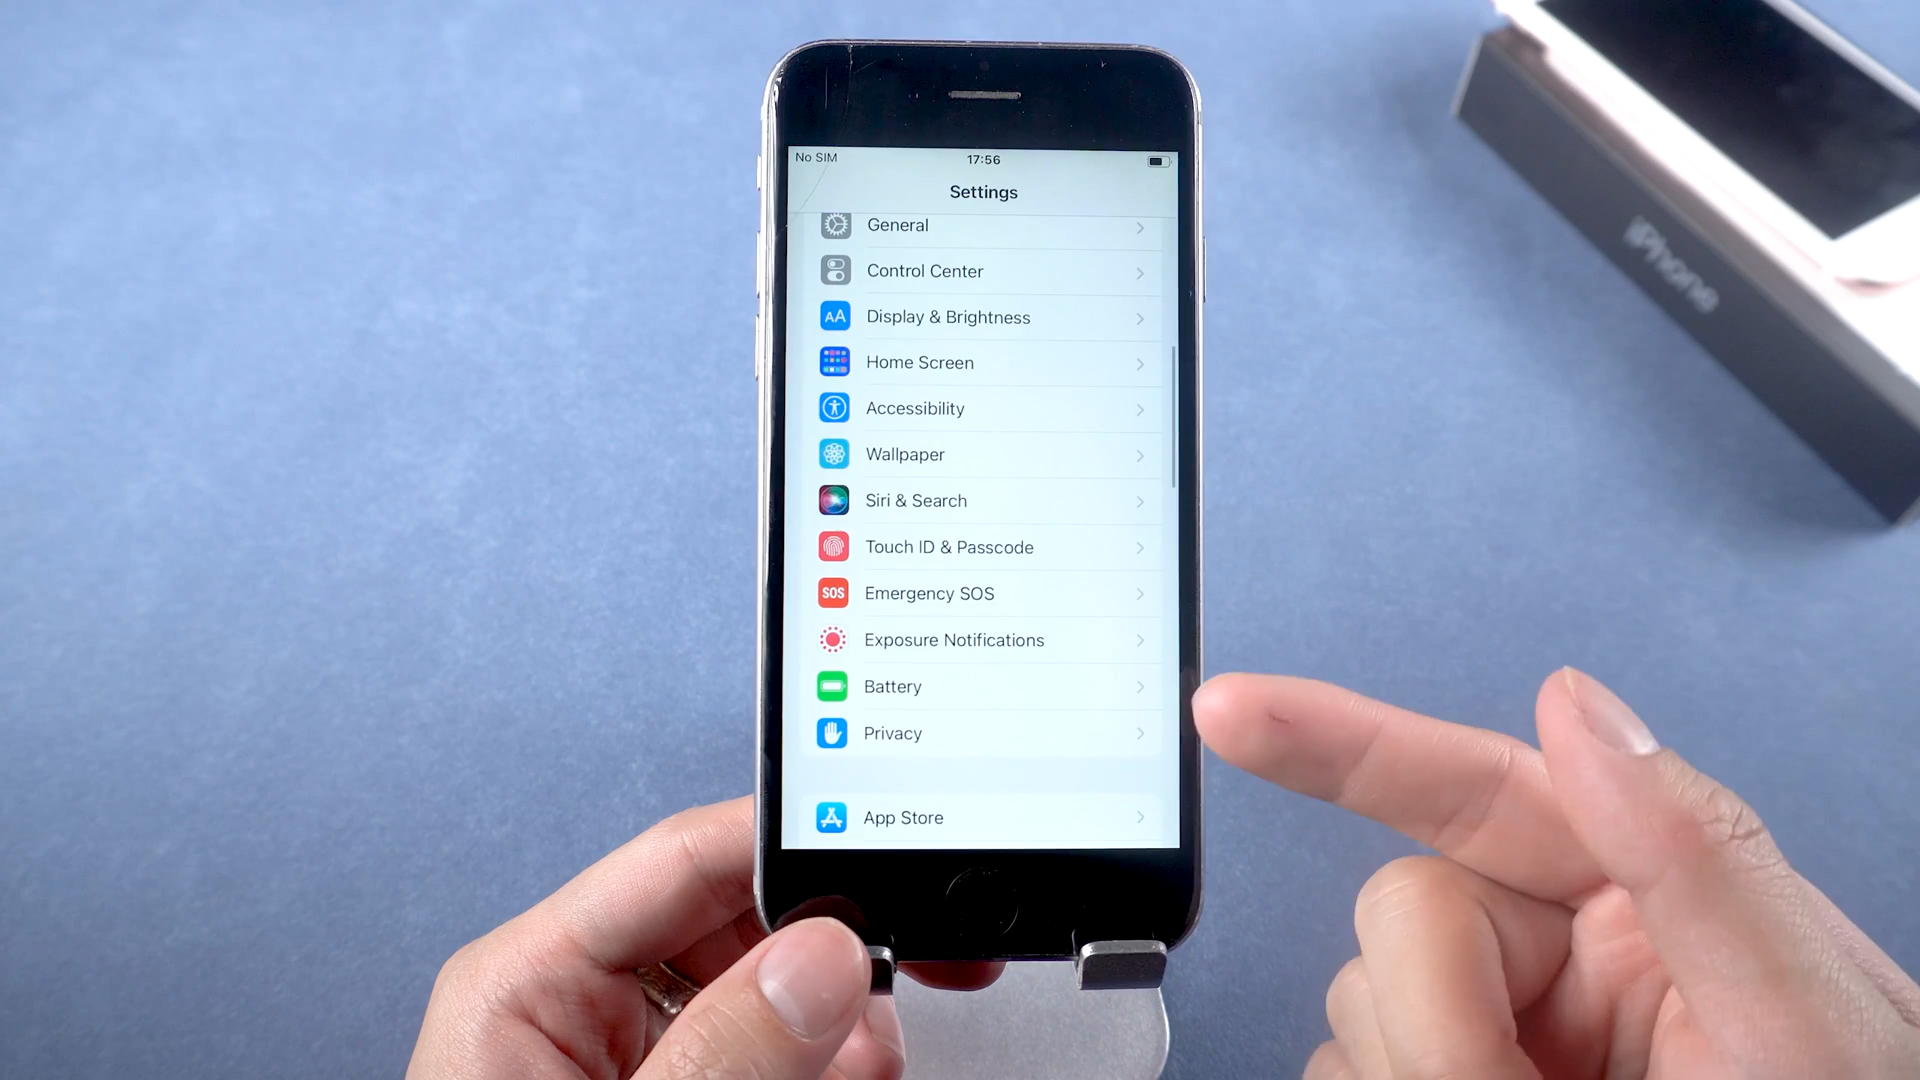 No SIM
17:56
Settings
General
Control Center
AA Display & Brightness
Home Screen
Accessibility
Wallpaper
Siri & Search
Touch ID & Passcode
SOS Emergency SOS
Exposure Notifications
Battery
Privacy
App Store
iPhone